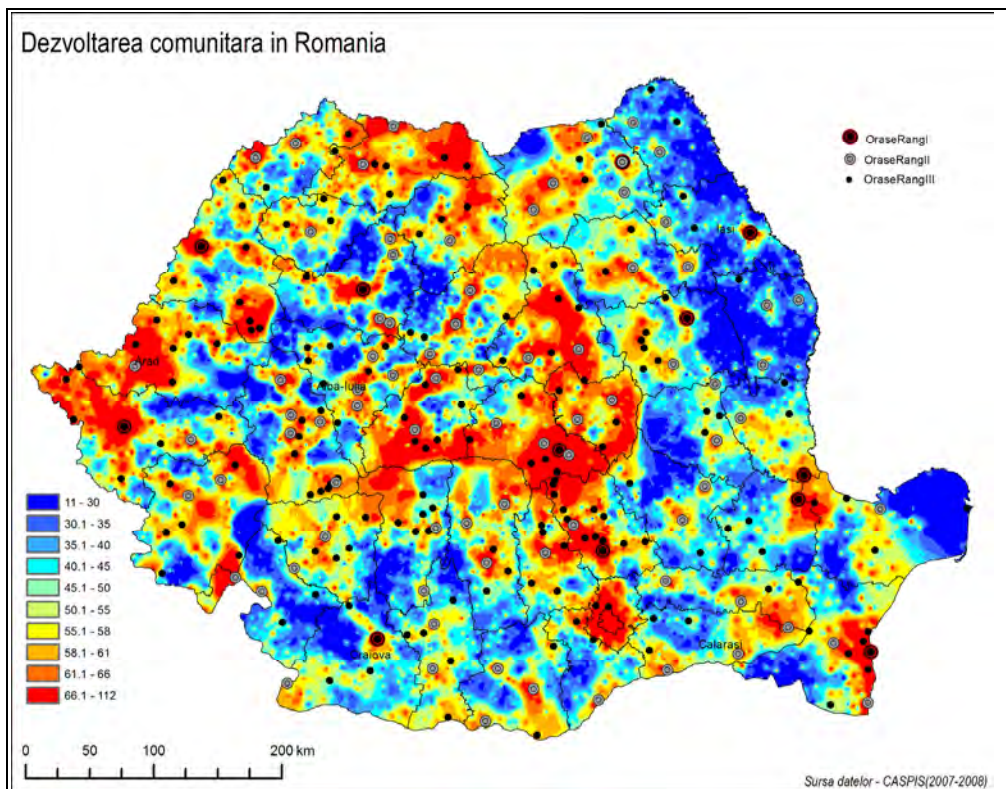 Dezvoltarea comunitara in Romania
OraseRangI
OraseRangII
OraseRangIII
Iasi
Arad
Alba-Iulia
11 - 30
30.1 - 35
35.1 - 40
40.1 - 45
45.1 - 50
50.1 - 55
55.1 - 58
58.1 - 61
61.1 - 66
66.1 - 112
Craiova
Calarasi
0 50 100 200 km
Sursa datelor - CASPIS(2007-2008)